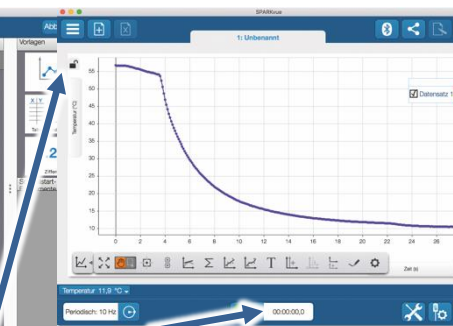 SPARKvue
Abb
1: Unbenannt
Vorlagen
Datensatz 1
Temperatur (°C)
55
50
45
40
35
30
25
20
15
10
0 2 4 6 8 10 12 14 16 18 20 22 24 26
Zeit (s)
Temperatur 11,9 °C
Periodisch: 10 Hz
00:00:00,0